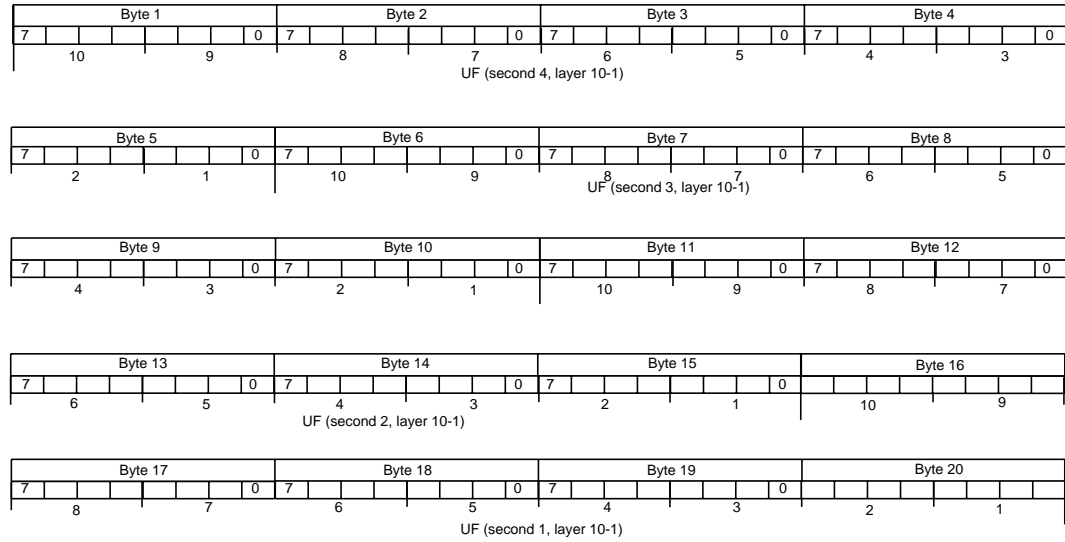 Byte 1 Byte 2 Byte 3 Byte 4
7 0 7 0 7 0 7 0
10 9 8 7 6 5 4 3
UF (second 4, layer 10-1)
Byte 5 Byte 6 Byte 7 Byte 8
7 0 7 0 7 0 7 0
2 1 10 9 8 7 6 5
UF (second 3, layer 10-1)
Byte 9 Byte 10 Byte 11 Byte 12
7 0 7 0 7 0 7 0
4 3 2 1 10 9 8 7
Byte 13 Byte 14 Byte 15 Byte 16
7 0 7 0 7 0
6 5 4 3 2 1 10 9
UF (second 2, layer 10-1)
Byte 17 Byte 18 Byte 19 Byte 20
7 0 7 0 7 0
8 7 6 5 4 3 2 1
UF (second 1, layer 10-1)